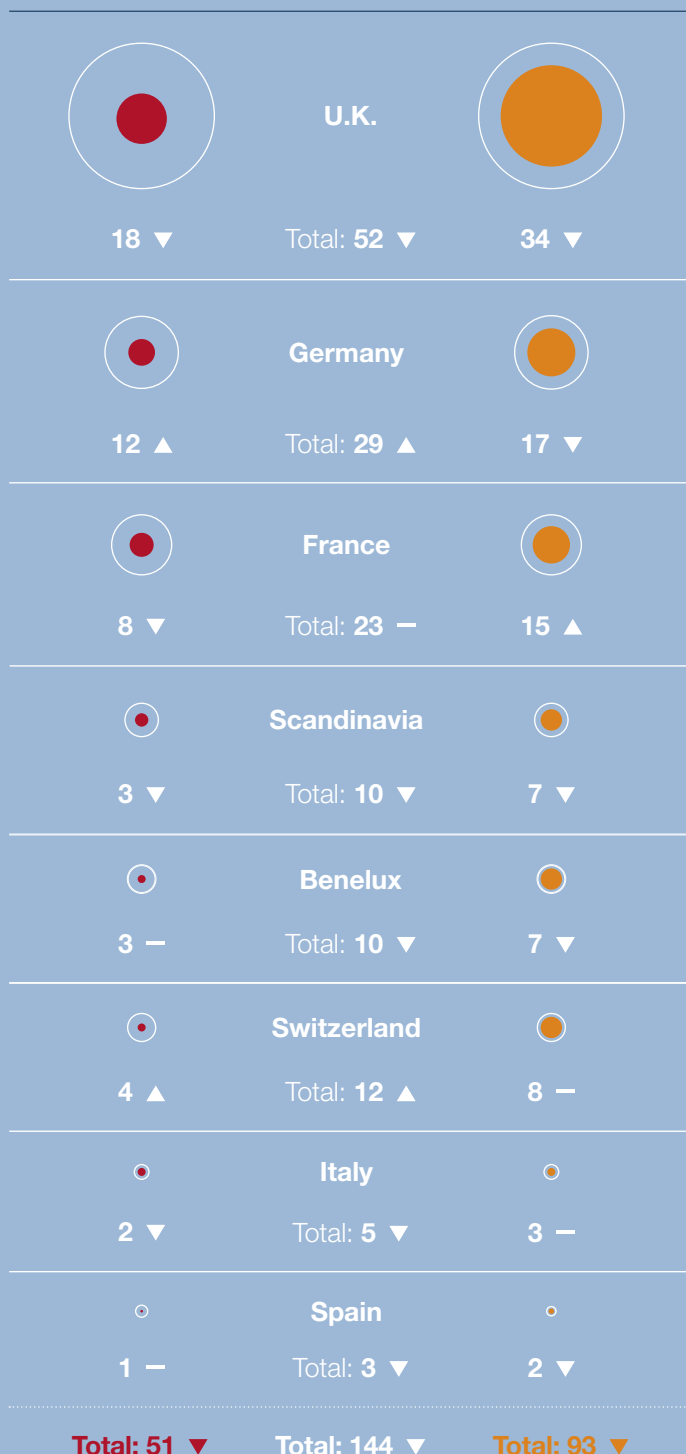 U.K.
18 ▼ Total: 52 ▼ 34 ▼
Germany
12 ▲ Total: 29 ▲ 17 ▼
France
8 ▼ Total: 23 – 15 ▲
Scandinavia
3 ▼ Total: 10 ▼ 7 ▼
Benelux
3 – Total: 10 ▼ 7 ▼
Switzerland
4 ▲ Total: 12 ▲ 8 –
Italy
2 ▼ Total: 5 ▼ 3 –
Spain
1 – Total: 3 ▼ 2 ▼
Total: 51 ▼ Total: 144 ▼ Total: 93 ▼